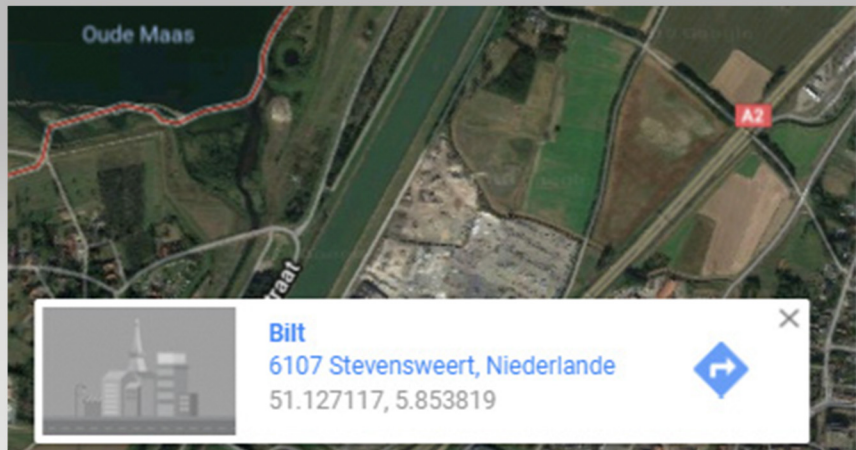 Oude Maas
A2
raat
Bilt
6107 Stevensweert, Niederlande
51.127117, 5.853819